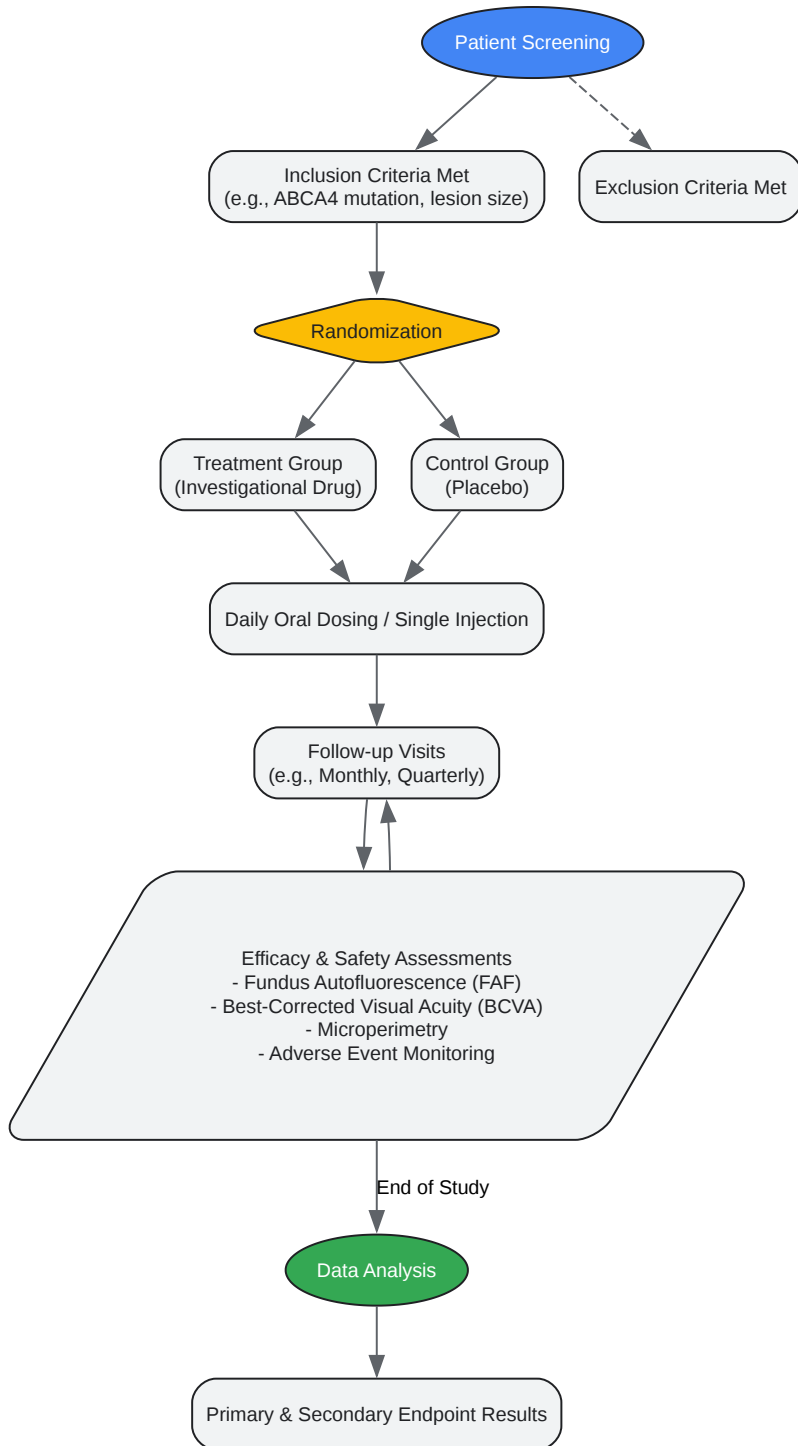 Patient Screening
Inclusion Criteria Met
(e.g., ABCA4 mutation, lesion size)
Exclusion Criteria Met
Randomization
Treatment Group
(Investigational Drug)
Control Group
(Placebo)
Daily Oral Dosing / Single Injection
Follow-up Visits
(e.g., Monthly, Quarterly)
Efficacy & Safety Assessments
- Fundus Autofluorescence (FAF)
- Best-Corrected Visual Acuity (BCVA)
- Microperimetry
- Adverse Event Monitoring
End of Study
Data Analysis
Primary & Secondary Endpoint Results